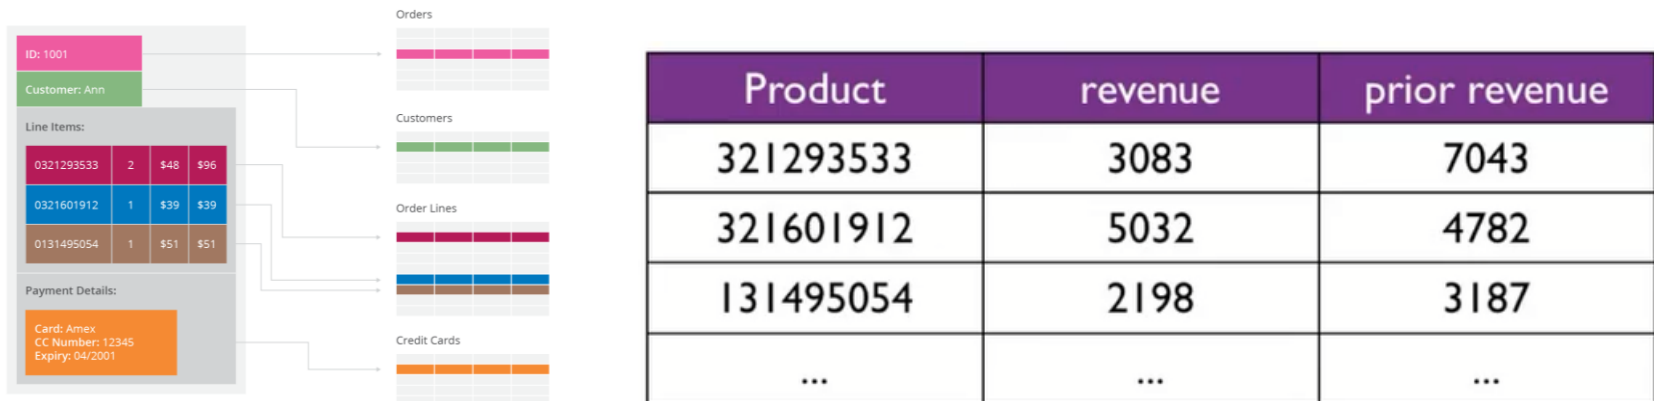 ID: 1001
Customer: Ann
Line Items:
0321293533 2 $48 $96
0321601912 1 $39 $39
0131495054 1 $51 $51
Payment Details:
Card: Amex
CC Number: 12345
Expiry: 04/2001
Orders
Customers
Order Lines
Credit Cards
Product revenue prior revenue
321293533 3083 7043
321601912 5032 4782
131495054 2198 3187
... ... ...